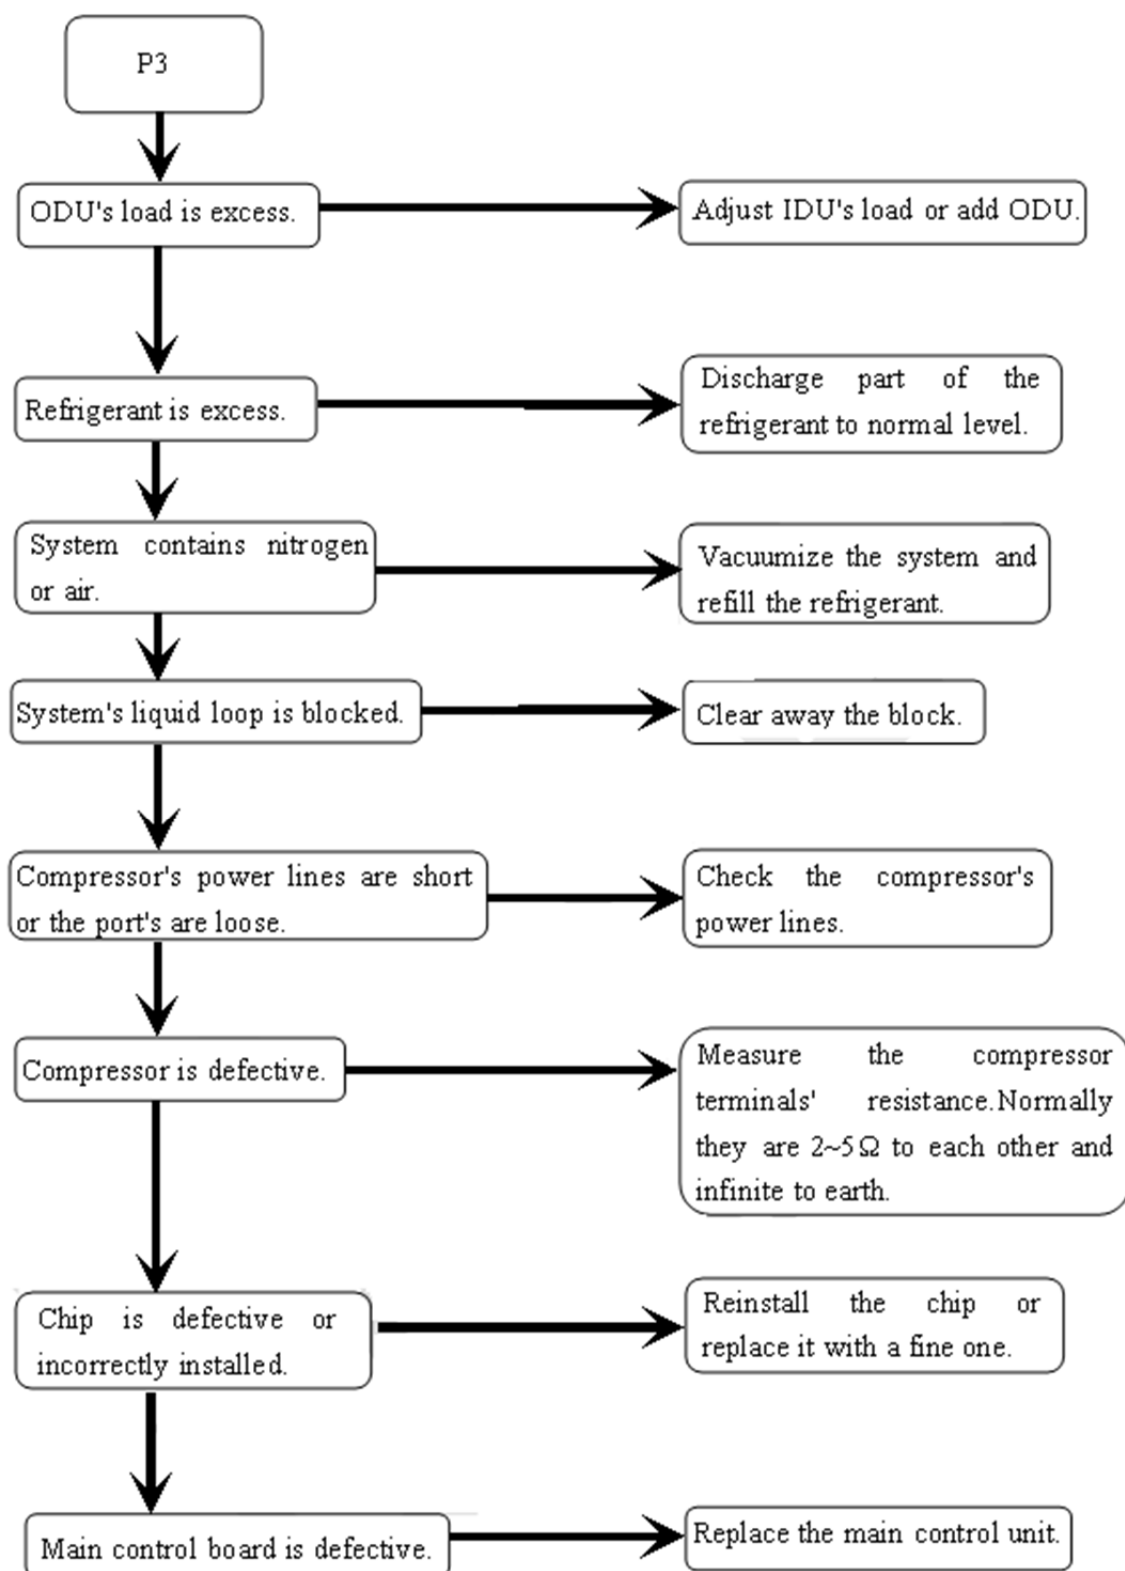 P3
ODU's load is excess.
Adjust IDU's load or add ODU.
Refrigerant is excess.
Discharge part of the
refrigerant to normal level.
System contains nitrogen
or air.
Vacuumize the system and
refill the refrigerant.
System's liquid loop is blocked.
Clear away the block.
Compressor's power lines are short
or the port's are loose.
Check the compressor's
power lines.
Compressor is defective.
Measure the compressor
terminals' resistance.Normally
they are 2~5Ω to each other and
infinite to earth.
Chip is defective or
incorrectly installed.
Reinstall the chip or
replace it with a fine one.
Main control board is defective.
Replace the main control unit.